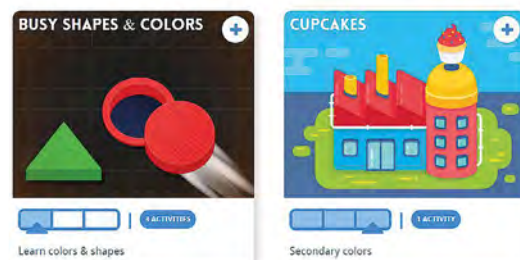 BUSY SHAPES & COLORS
4 ACTIVITIES
Learn colors & shapes
CUPCAKES
1 ACTIVITY
Secondary colors